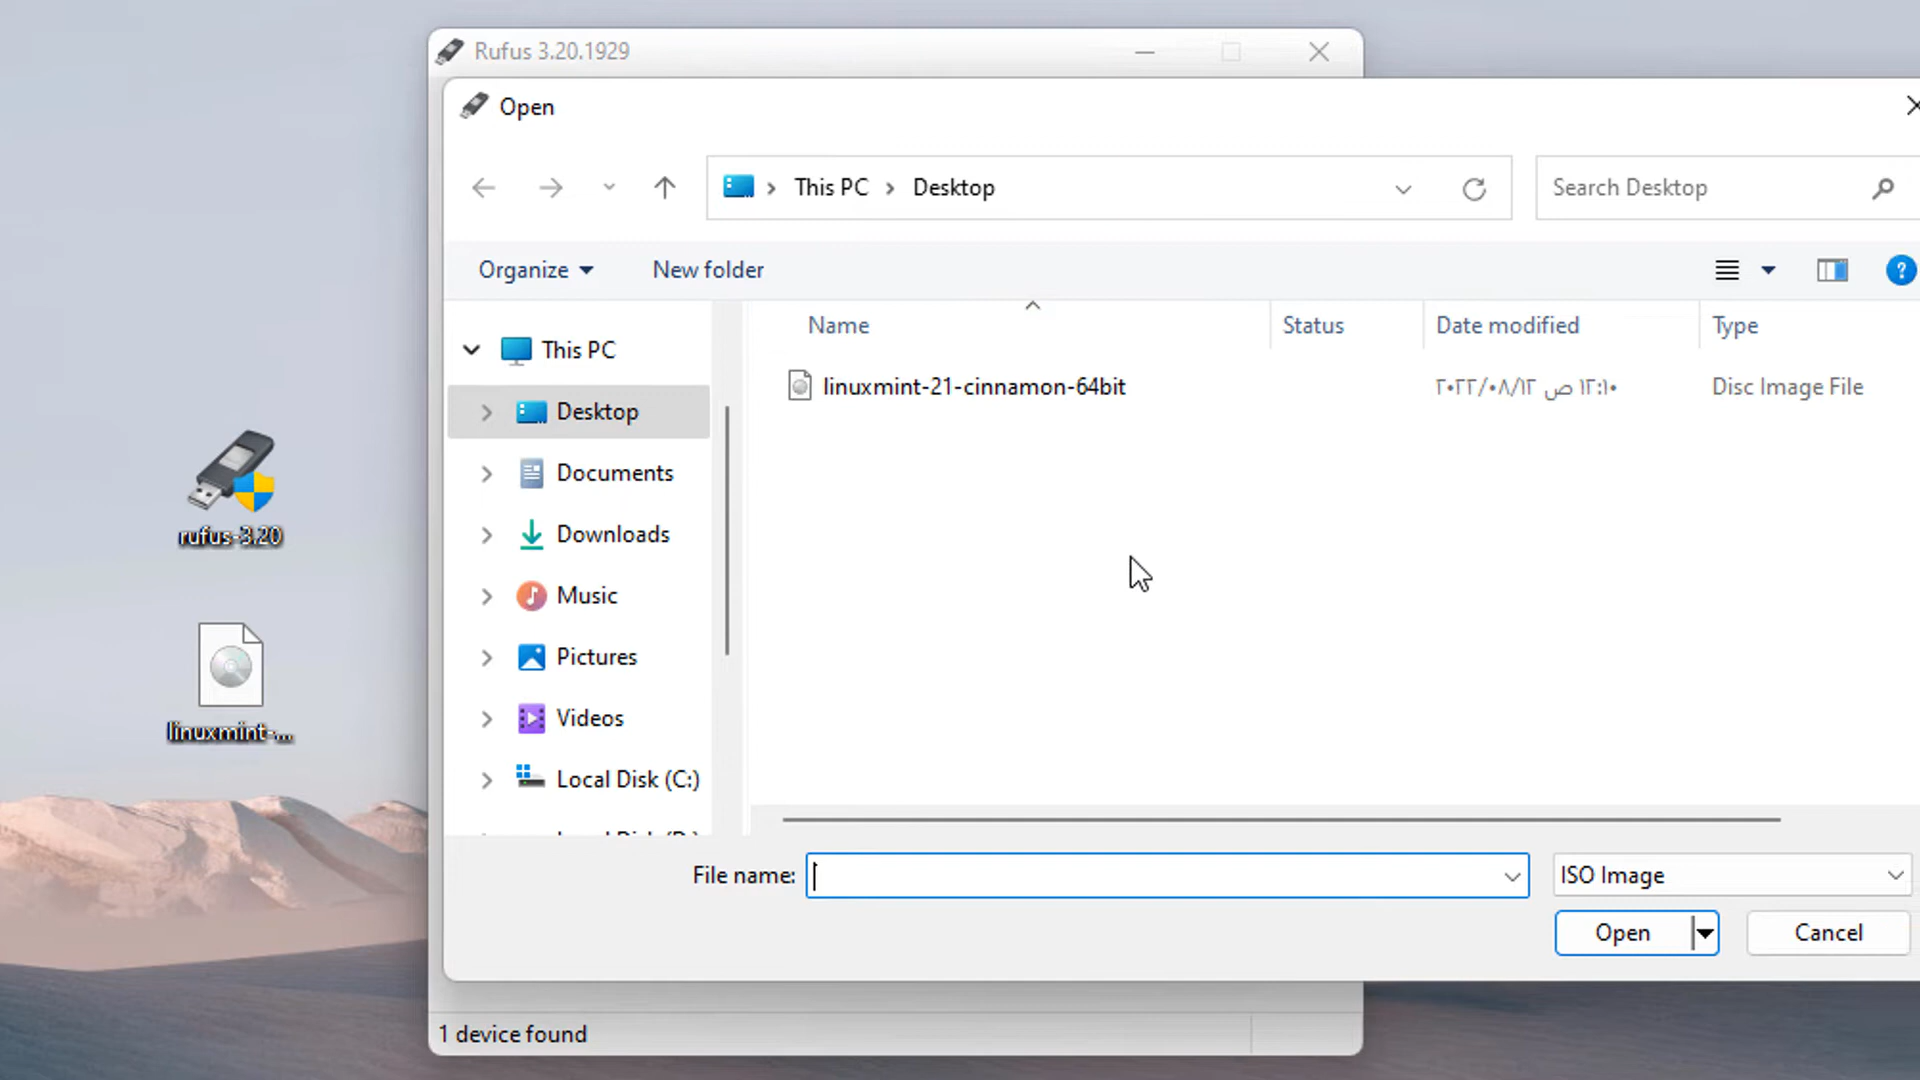 Rufus 3.20.1929
Open
This PC
Desktop
Search Desktop
Organize
New folder
?
Name
Status
Date modified
Type
This PC
linuxmint-21-cinnamon-64bit
٢٠٢٢/٠٨/١٢ ص ١٢:١٠
Disc Image File
Desktop
Documents
Downloads
Music
Pictures
Videos
Local Disk (C:)
rufus-3.20
linuxmint-...
File name:
ISO Image
Open
Cancel
1 device found